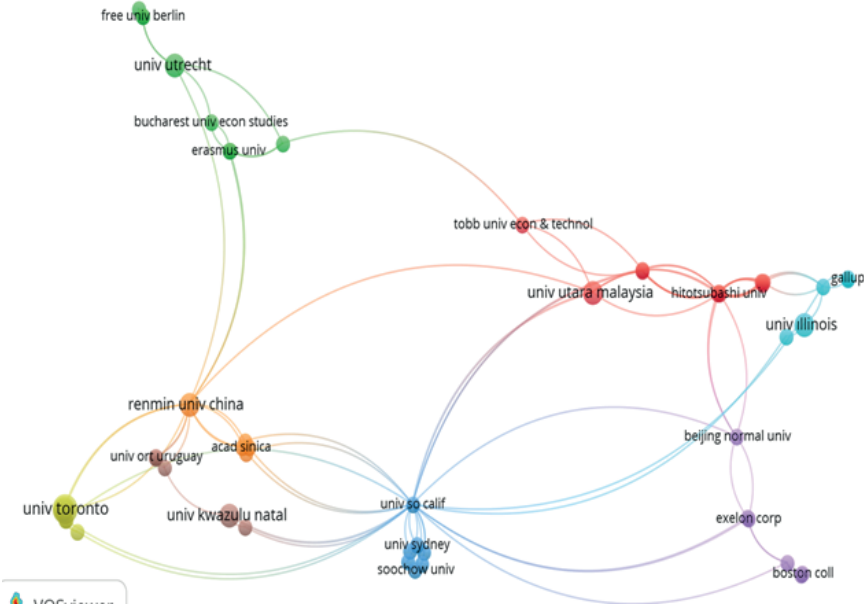 free univ berlin
univ utrecht
bucharest univ econ studies
erasmus univ
tobb univ econ & technol
gallup
univ utara malaysia
hitotsubashi univ
univ illinois
renmin univ china
beijing normal univ
acad sinica
univ ort uruguay
univ so calif
univ toronto
univ kwazulu natal
exelon corp
univ sydney
soochow univ
boston coll
VOSviewer